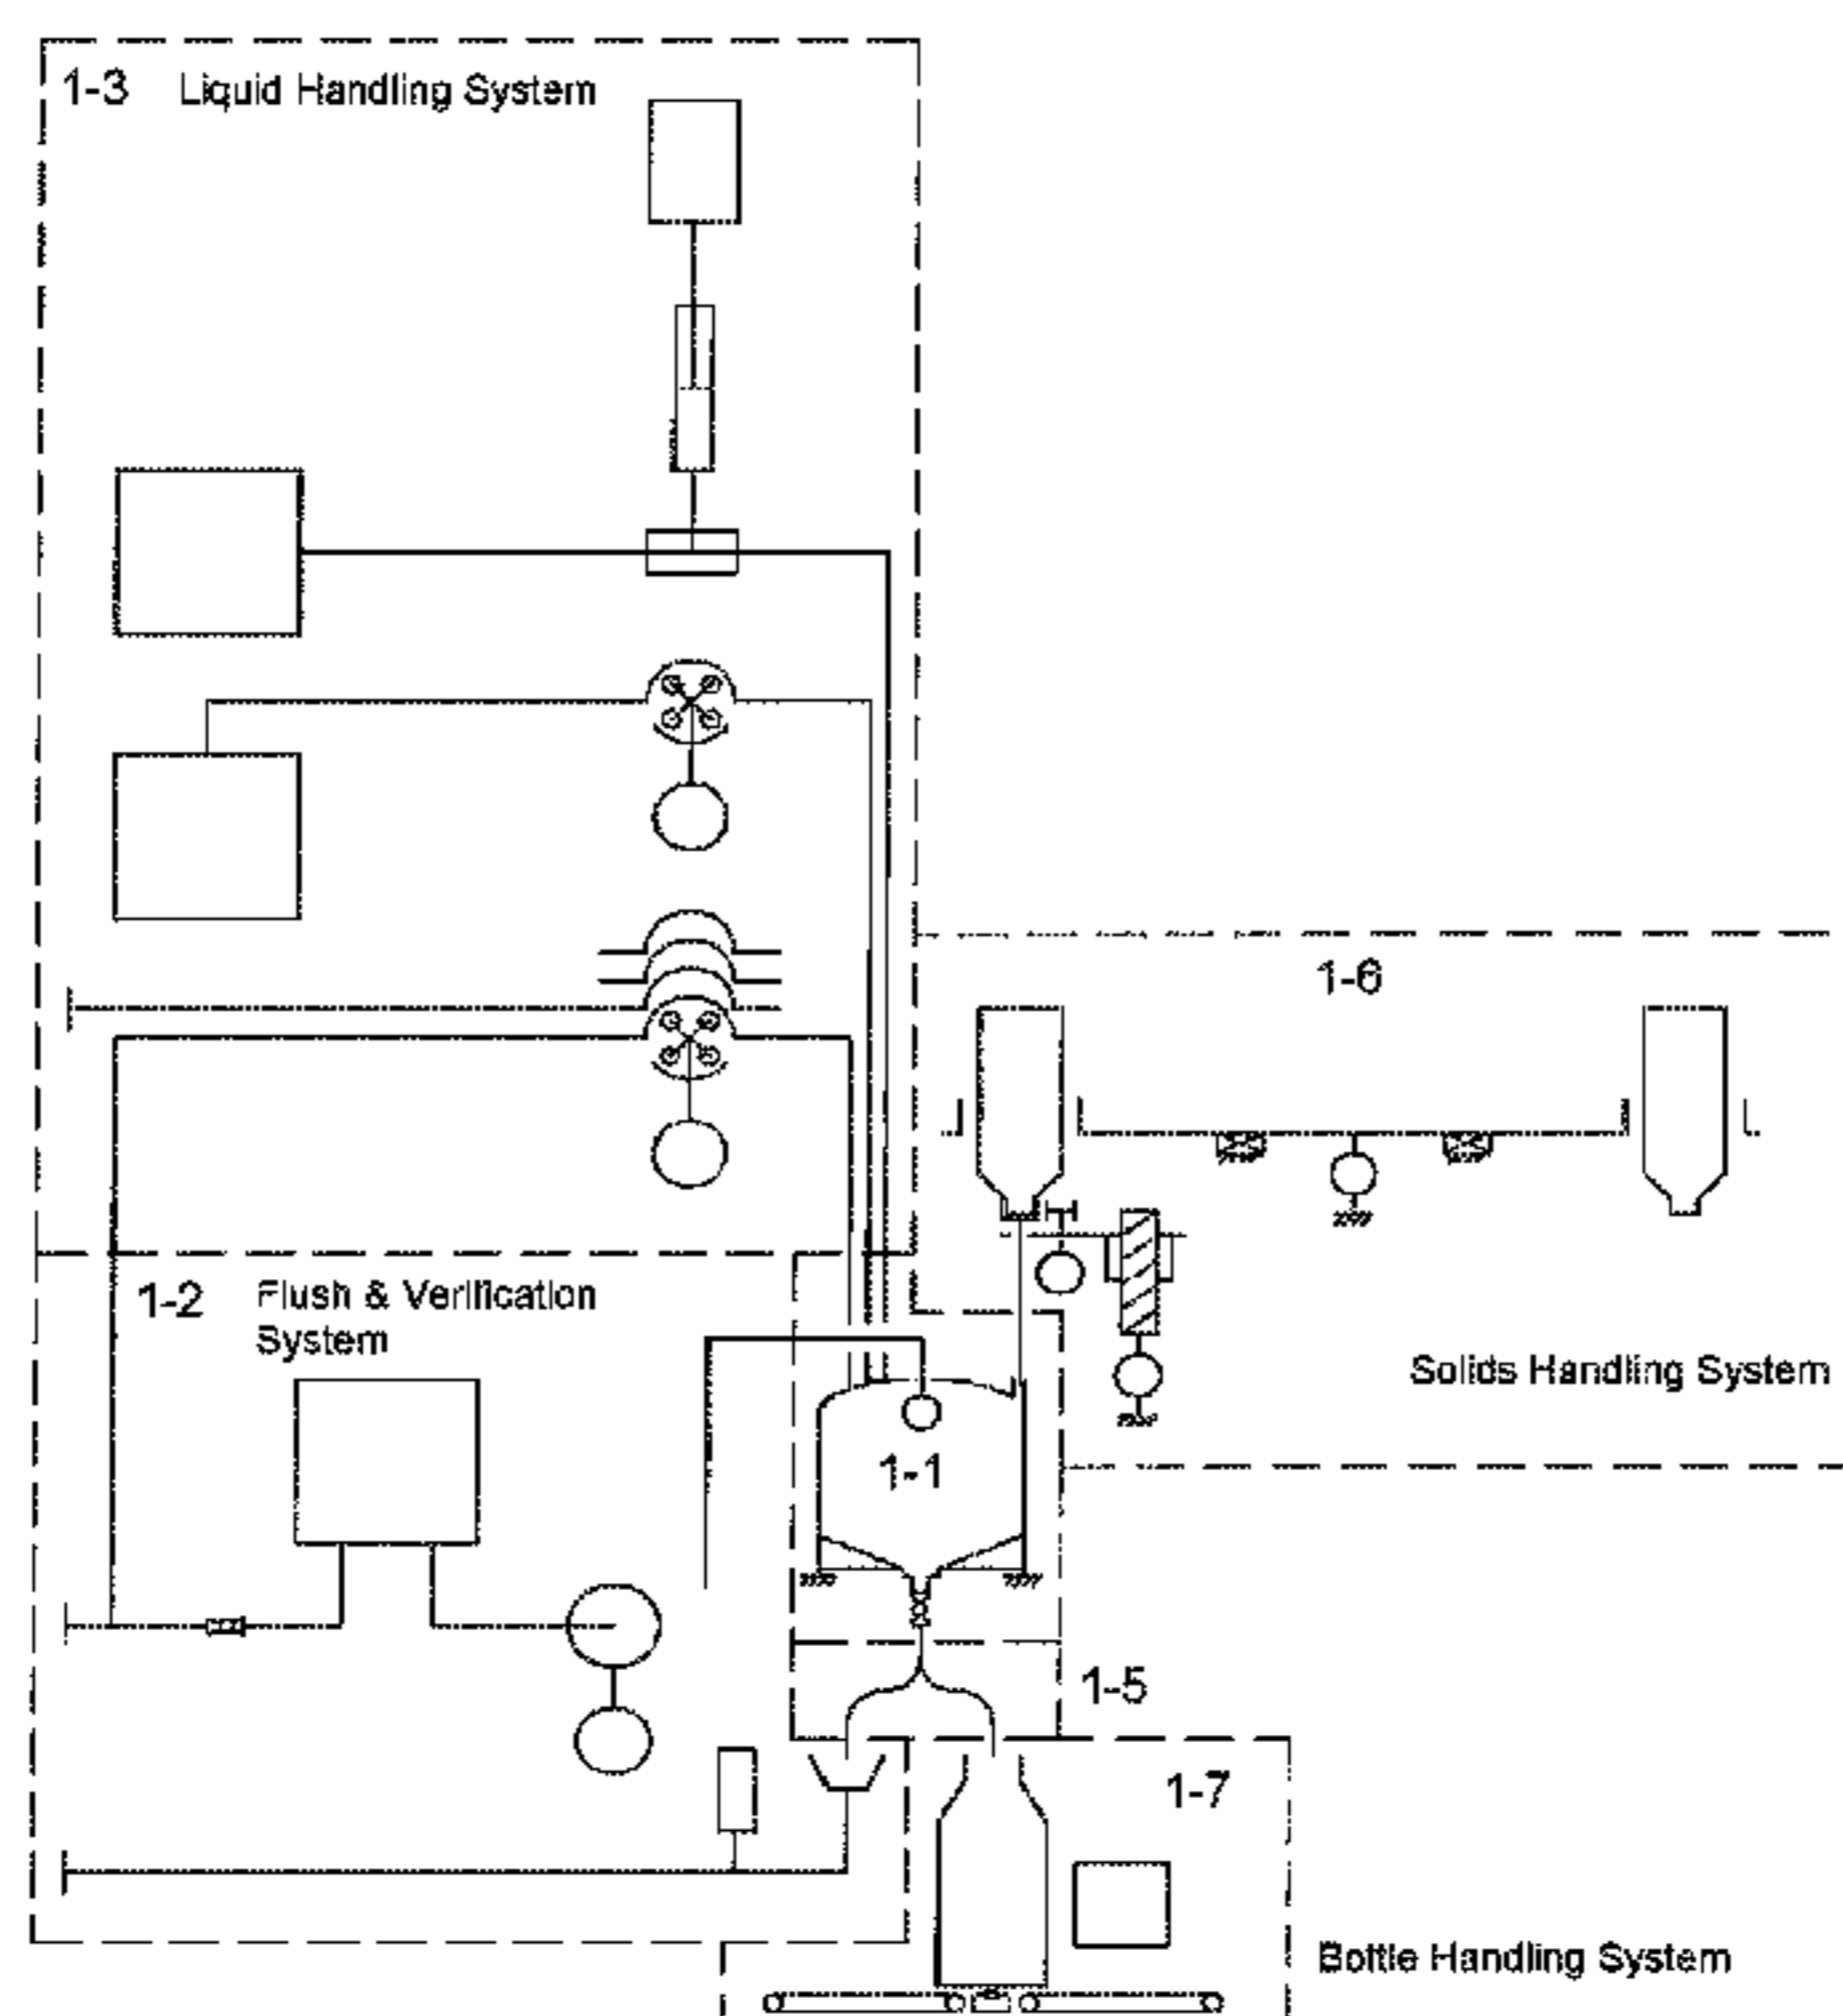 1-3 Liquid Handling System
1-6
1-2 Flush & Verification
System
Solids Handling System
1-1
1-5
1-7
Bottle Handling System